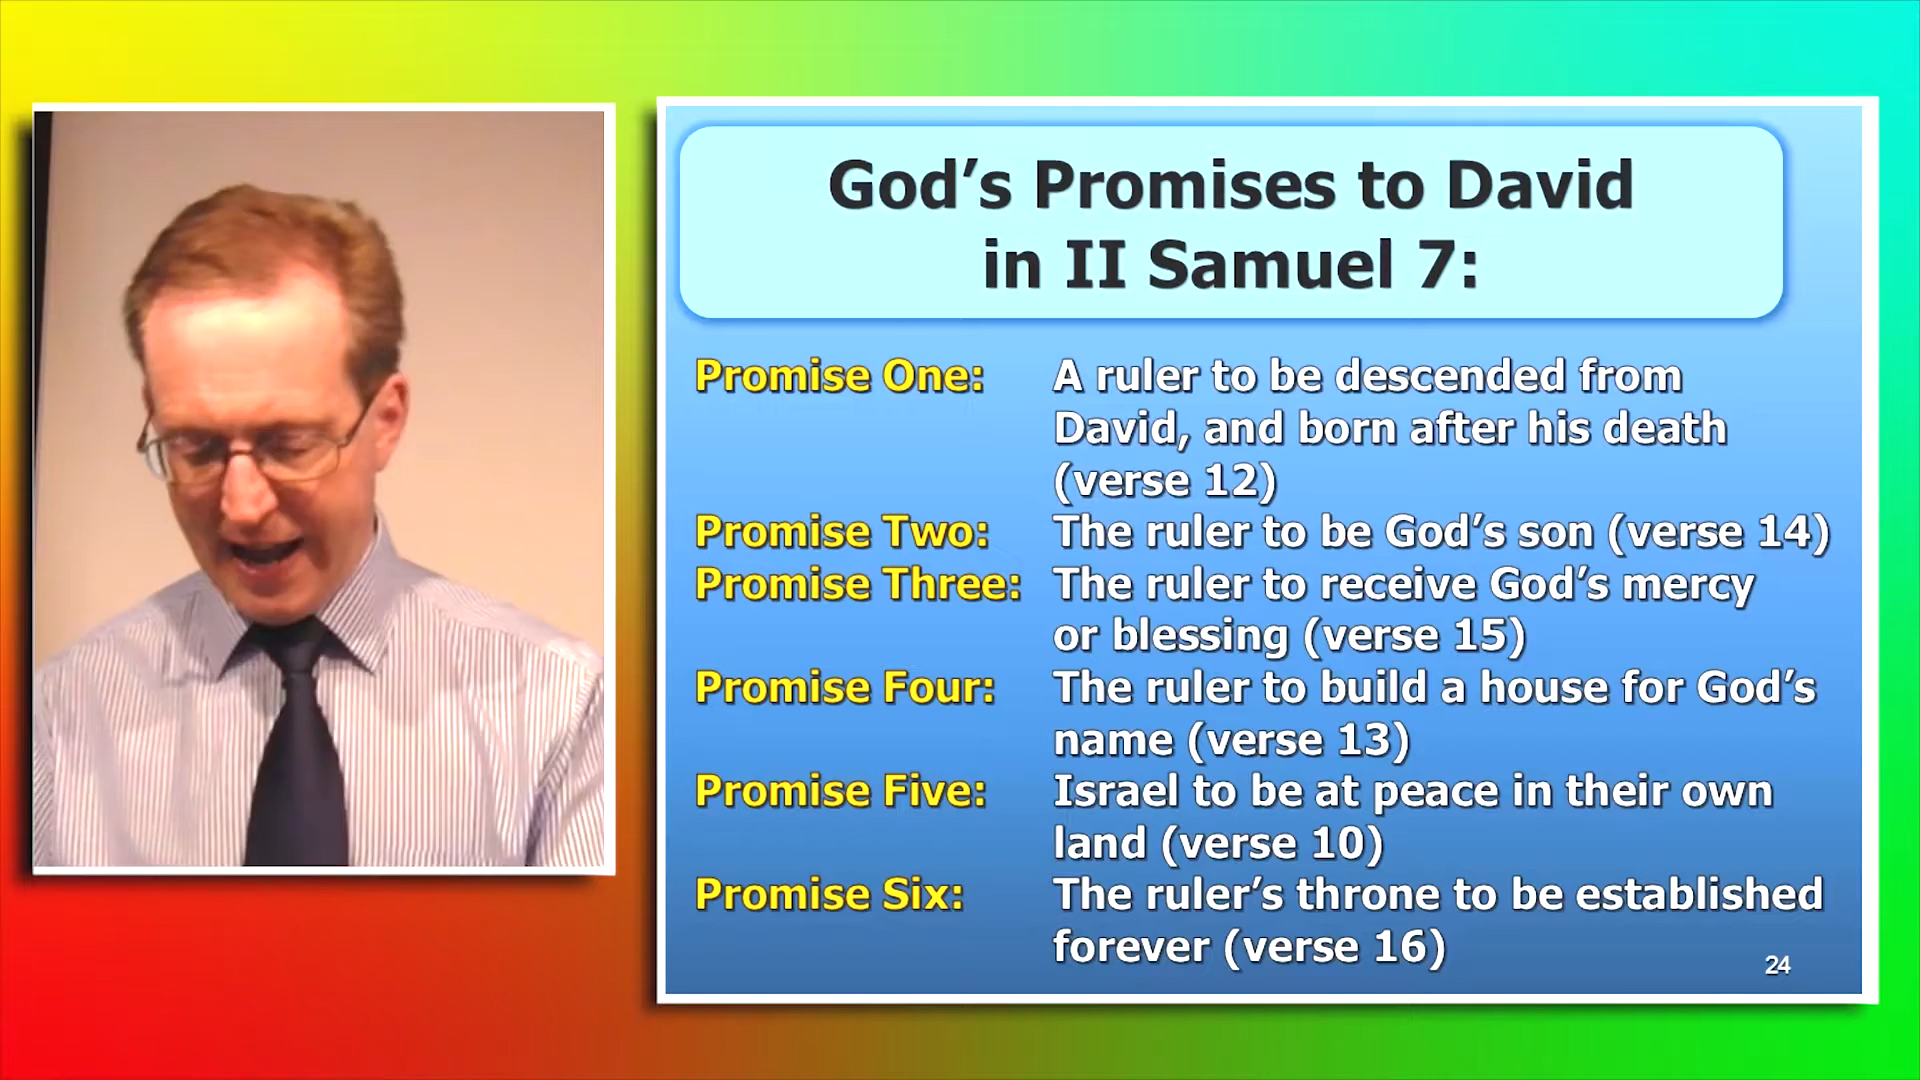 God’s Promises to David
in II Samuel 7:
Promise One: A ruler to be descended from
David, and born after his death
(verse 12)
Promise Two: The ruler to be God’s son (verse 14)
Promise Three: The ruler to receive God’s mercy
or blessing (verse 15)
Promise Four: The ruler to build a house for God’s
name (verse 13)
Promise Five: Israel to be at peace in their own
land (verse 10)
Promise Six: The ruler’s throne to be established
forever (verse 16)
24